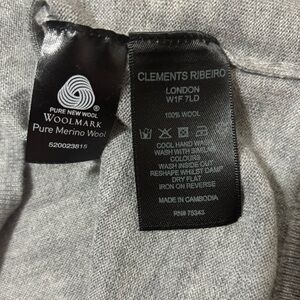 PURE NEW WOOL
WOOLMARK
Pure Merino Wool
520023815
CLEMENTS RIBEIRO
LONDON
W1F 7LD
100% WOOL
COOL HAND WASH
WASH WITH SIMILAR
COLOURS
WASH INSIDE OUT
RESHAPE WHILST DAMP
DRY FLAT
IRON ON REVERSE
MADE IN CAMBODIA
RN# 75343